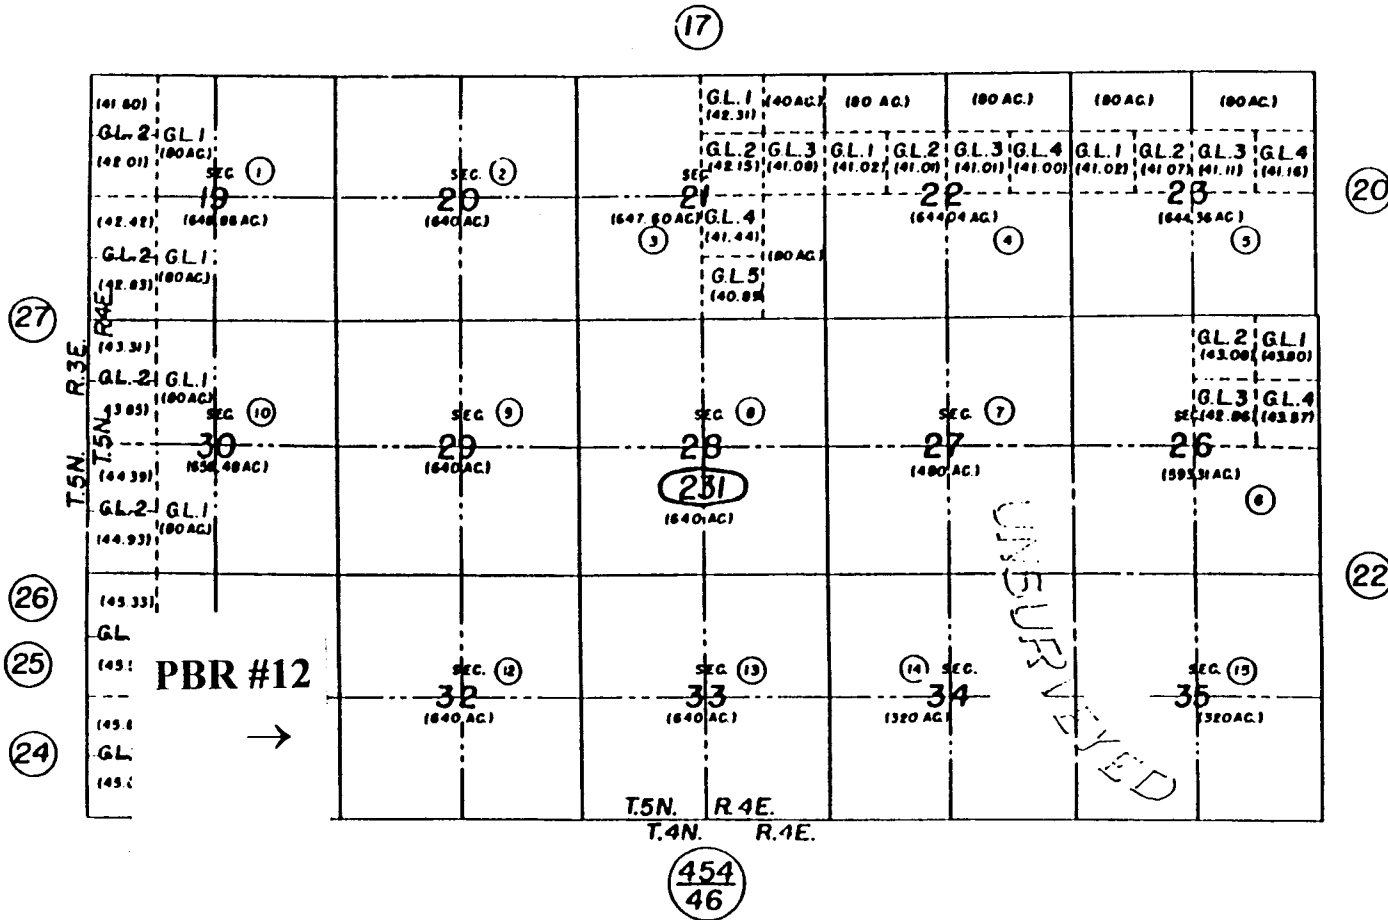 17
(41.60)
G.L. 2 G.L. 1
(80 AC.)
(42.01)
SEC. 1
19
(648.86 AC.)
(42.42)
G.L. 2 G.L. 1
(80 AC.)
(42.83)
SEC. 2
20
(640 AC.)
SEC.
21
(647.60 AC.)
3
G.L. 1
(42.31)
(40 AC.)
G.L. 2
(42.15)
G.L. 3
(41.08)
G.L. 4
(41.44)
(80 AC.)
G.L. 5
(40.89)
(80 AC.) (80 AC.)
G.L. 1 G.L. 2 G.L. 3 G.L. 4
(41.02) (41.01) (41.01) (41.00)
22
(644.04 AC.)
4
(80 AC.) (80 AC.)
G.L. 1 G.L. 2 G.L. 3 G.L. 4
(41.02) (41.07) (41.11) (41.16)
23
(644.36 AC.)
5
20
27
T.5N. R.3E.
T.5N. R.4E.
(43.31)
G.L. 2 G.L. 1
(80 AC.)
43.85)
SEC. 10
30
(44.39)
G.L. 2 G.L. 1
(80 AC.)
(44.93)
SEC. 9
29
(640 AC.)
SEC. 8
28
231
(640 AC.)
SEC. 7
27
(480 AC.)
G.L. 2 G.L. 1
(43.08) (43.80)
G.L. 3 G.L. 4
(42.86) (43.87)
SEC.
26
(593.31 AC.)
6
UNSURVEYED
26
25
24
22
(45.33)
G.L.
G.L.
PBR #12
→
SEC. 12
32
(640 AC.)
SEC. 13
33
(640 AC.)
14 SEC.
34
(320 AC.)
SEC. 15
35
(320 AC.)
T.5N. R.4E.
T.4N. R.4E.
454
46